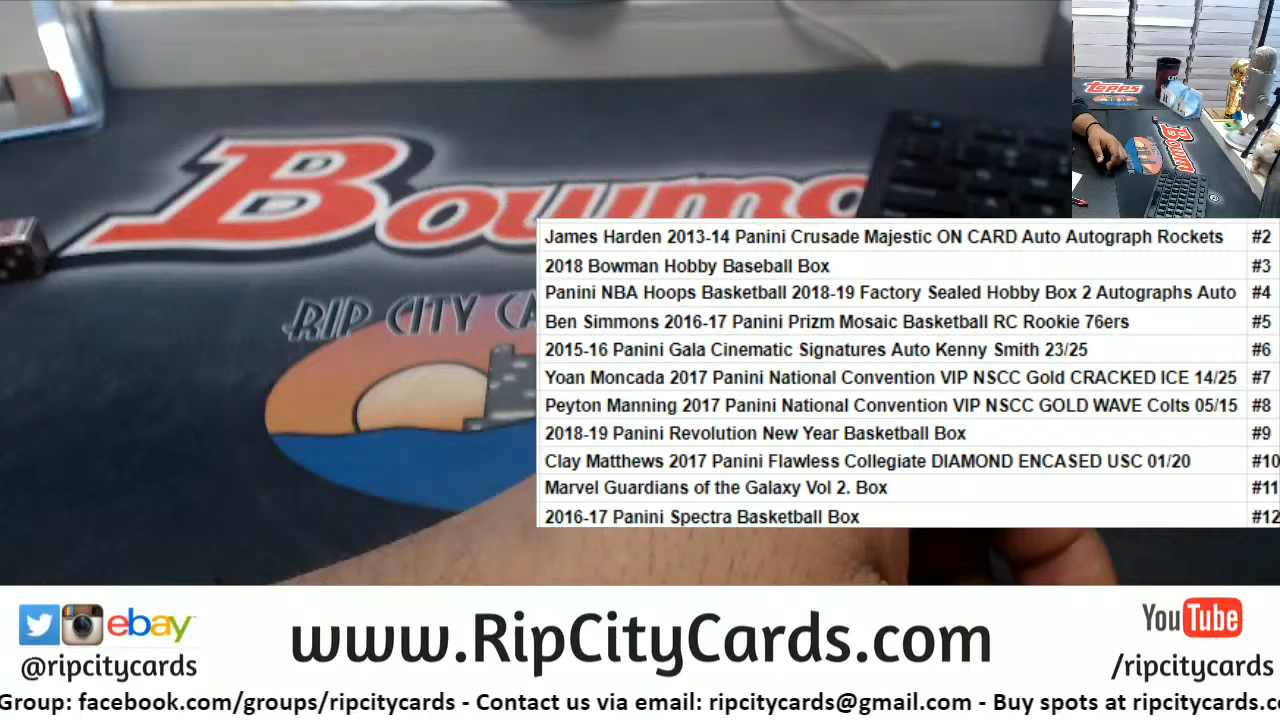 Topps
Bowm
Bowma
RIP CITY CA
James Harden 2013-14 Panini Crusade Majestic ON CARD Auto Autograph Rockets #2
2018 Bowman Hobby Baseball Box #3
Panini NBA Hoops Basketball 2018-19 Factory Sealed Hobby Box 2 Autographs Auto #4
Ben Simmons 2016-17 Panini Prizm Mosaic Basketball RC Rookie 76ers #5
2015-16 Panini Gala Cinematic Signatures Auto Kenny Smith 23/25 #6
Yoan Moncada 2017 Panini National Convention VIP NSCC Gold CRACKED ICE 14/25 #7
Peyton Manning 2017 Panini National Convention VIP NSCC GOLD WAVE Colts 05/15 #8
2018-19 Panini Revolution New Year Basketball Box #9
Clay Matthews 2017 Panini Flawless Collegiate DIAMOND ENCASED USC 01/20 #10
Marvel Guardians of the Galaxy Vol 2. Box #11
2016-17 Panini Spectra Basketball Box #12
ebay
@ripcitycards
www.RipCityCards.com
YouTube
/ripcitycards
Group: facebook.com/groups/ripcitycards - Contact us via email: ripcitycards@gmail.com - Buy spots at ripcitycards.c